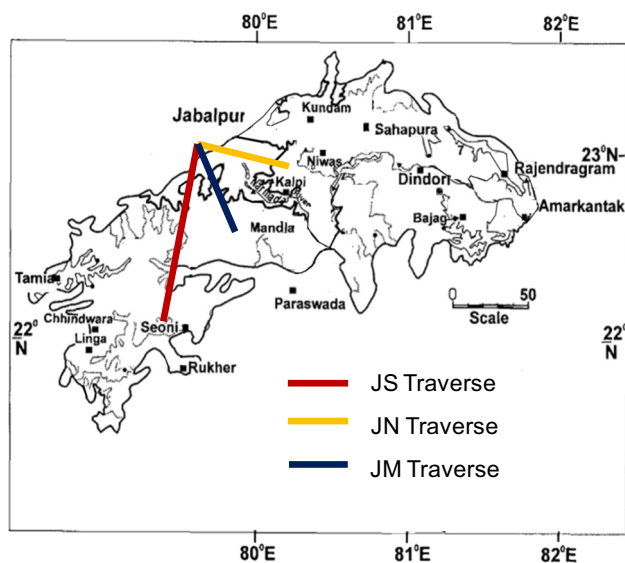 80°E 81°E 82°E
Kundam
Jabalpur
Sahapura
23°N
Niwas
Rajendragram
Dindori
Kalpi
Amarkantak
Bajag
Mandla
Tamia
Paraswada
0 50
Scale
Chhindwara
Seoni
22° N
22°
N
Linga
Rukher
JS Traverse
JN Traverse
JM Traverse
80°E 81°E 82°E